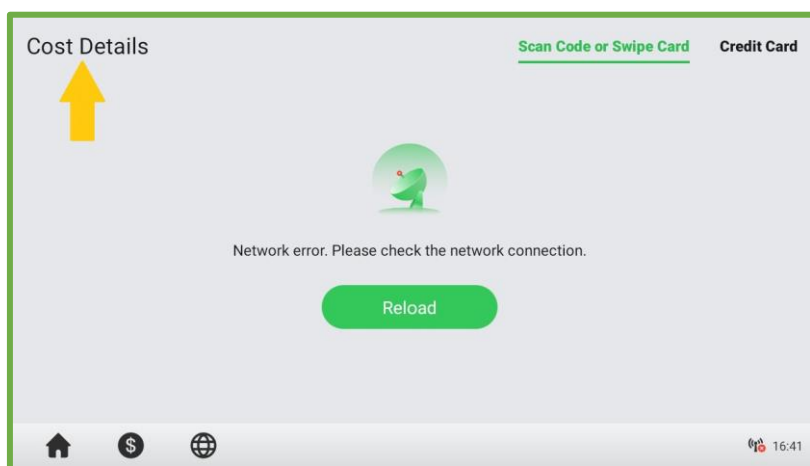 Cost Details
Scan Code or Swipe Card
Credit Card
Network error. Please check the network connection.
Reload
$
16:41